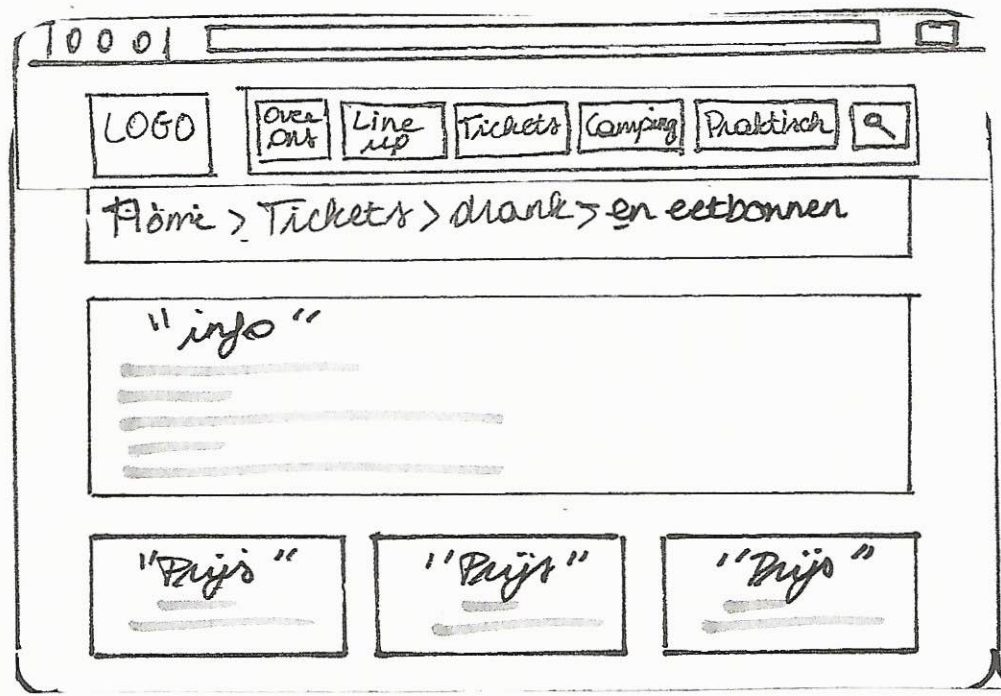 LOGO
Over Ons
Line up
Tickets
Camping
Praktisch
Home > Tickets > drank > en eetbonnen
"info"
"Prijs"
"Prijs"
"Prijs"